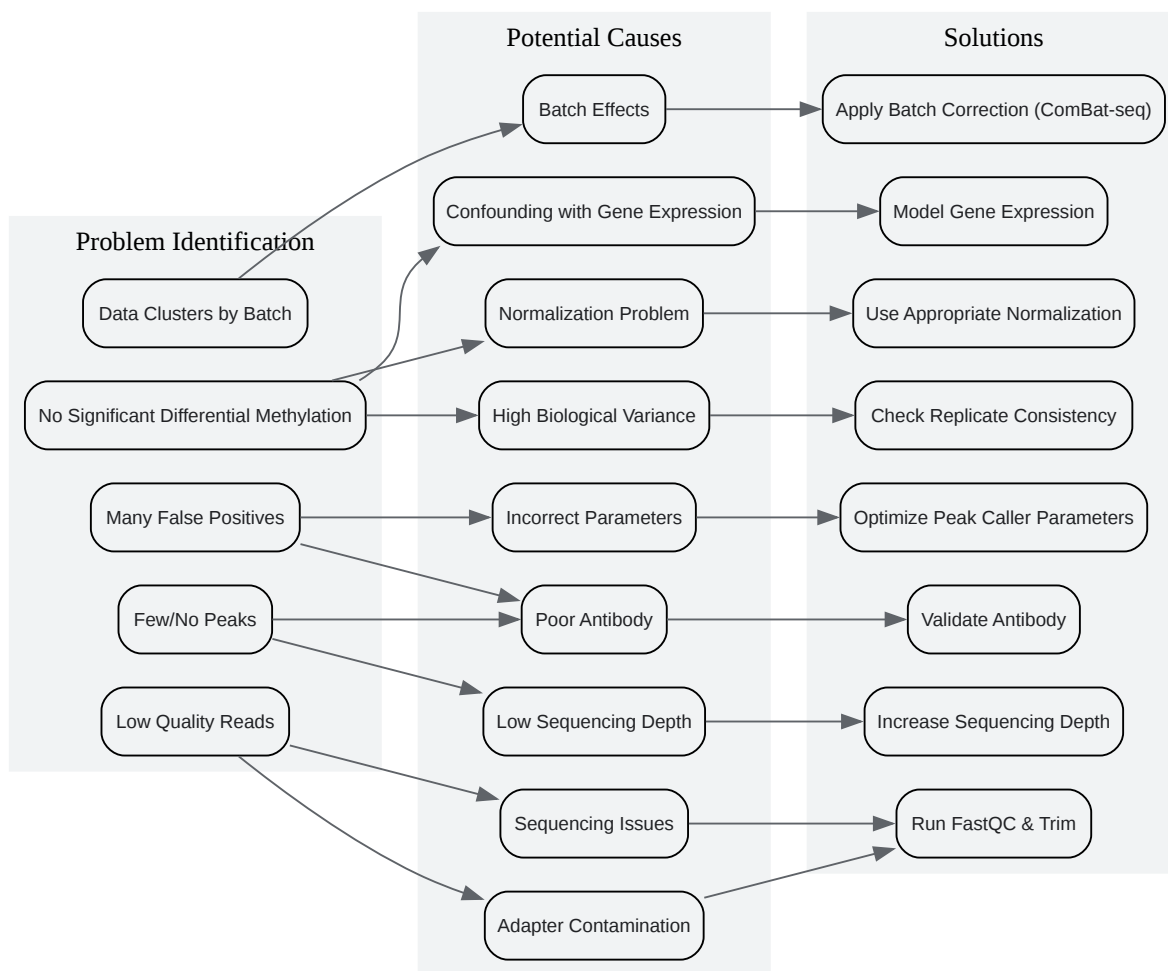 Potential Causes
Solutions
Batch Effects
Apply Batch Correction (ComBat-seq)
Confounding with Gene Expression
Model Gene Expression
Problem Identification
Data Clusters by Batch
Normalization Problem
Use Appropriate Normalization
No Significant Differential Methylation
High Biological Variance
Check Replicate Consistency
Many False Positives
Incorrect Parameters
Optimize Peak Caller Parameters
Few/No Peaks
Poor Antibody
Validate Antibody
Low Quality Reads
Low Sequencing Depth
Increase Sequencing Depth
Sequencing Issues
Run FastQC & Trim
Adapter Contamination